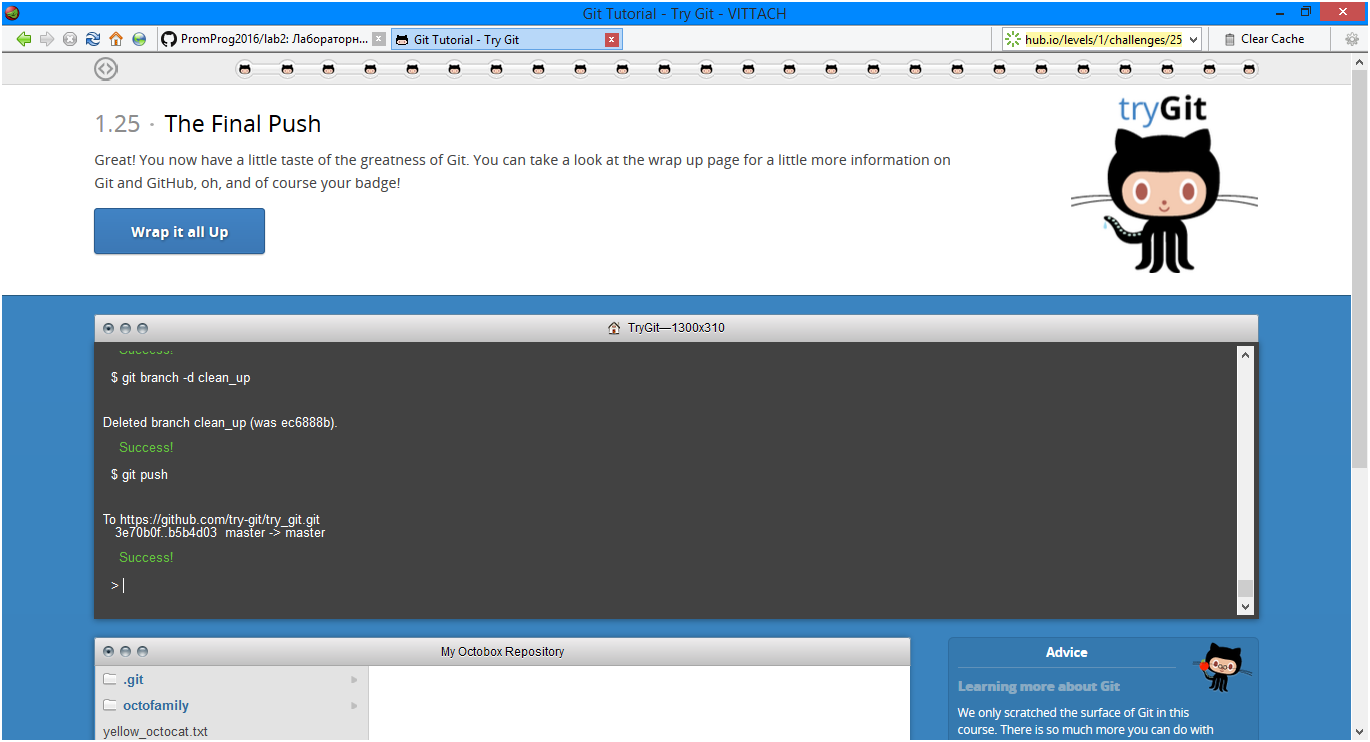 Git Tutorial - Try Git - VITTACH
PromProg2016/lab2: Лабораторн...
Git Tutorial - Try Git
hub.io/levels/1/challenges/25
Clear Cache
tryGit
1.25 · The Final Push
Great! You now have a little taste of the greatness of Git. You can take a look at the wrap up page for a little more information on
Git and GitHub, oh, and of course your badge!
Wrap it all Up
TryGit—1300x310
Success!
$ git branch -d clean_up
Deleted branch clean_up (was ec6888b).
Success!
$ git push
To https://github.com/try-git/try_git.git
3e70b0f..b5b4d03 master -> master
Success!
>
My Octobox Repository
.git
octofamily
yellow_octocat.txt
Advice
Learning more about Git
We only scratched the surface of Git in this
course. There is so much more you can do with